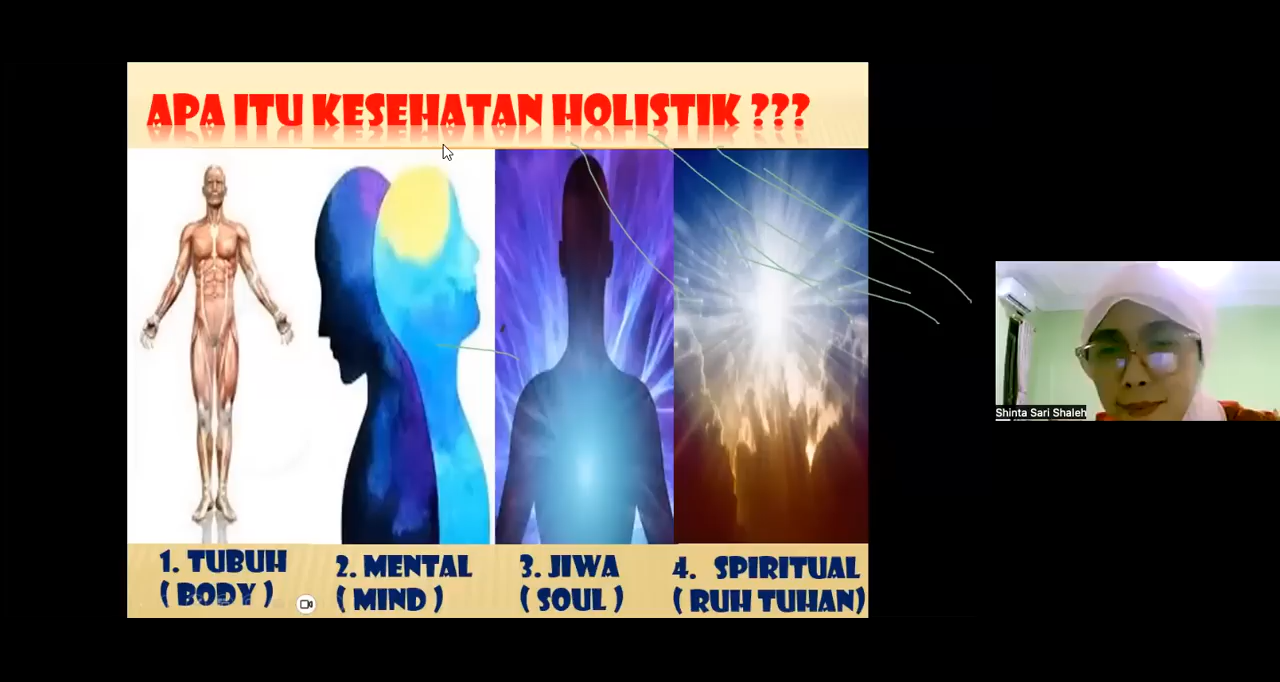 APA ITU KESEHATAN HOLISTIK ???
1. TUBUH
( BODY )
2. MENTAL
( MIND )
3. JIWA
( SOUL )
4. SPIRITUAL
( RUH TUHAN)
Shinta Sari Shaleh